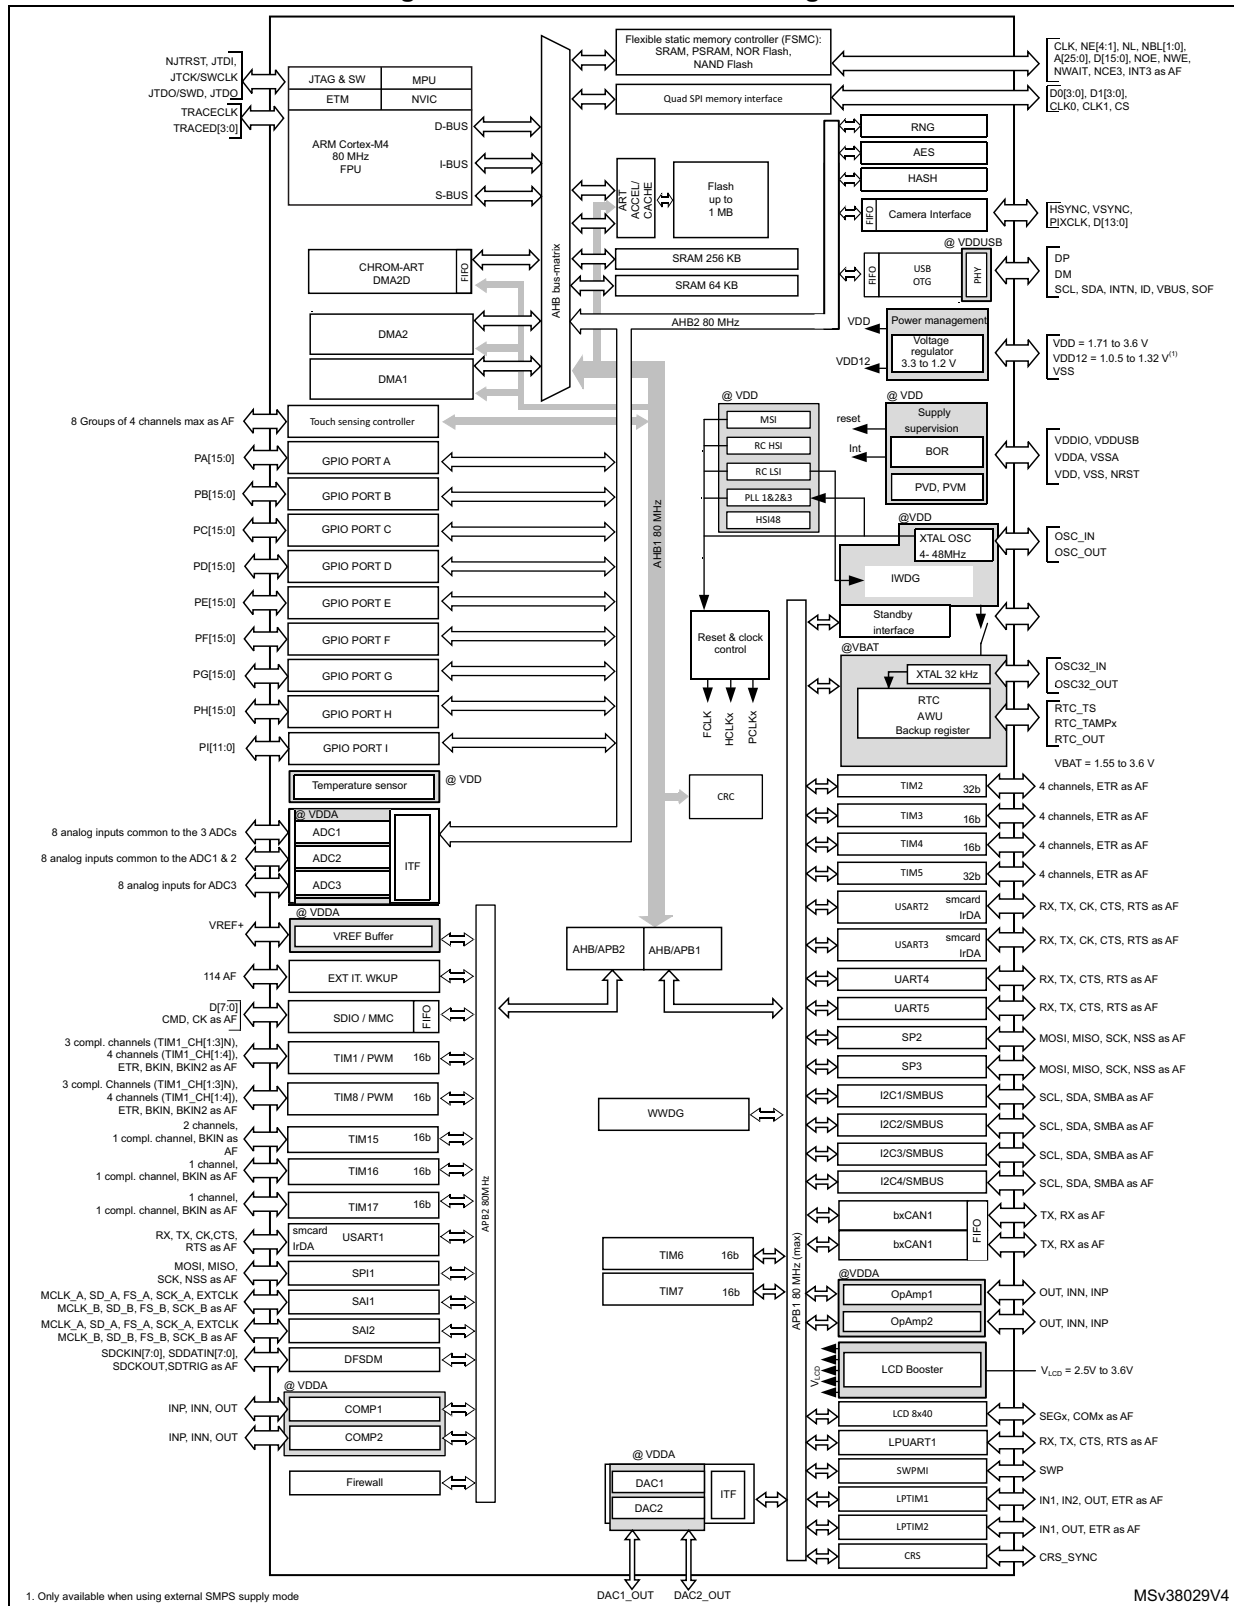 NJTRST, JTDI,
JTCK/SWCLK
JTDO/SWD, JTDO
TRACECLK
TRACED[3:0]
JTAG & SW
MPU
ETM
NVIC
ARM Cortex-M4
80 MHz
FPU
D-BUS
I-BUS
S-BUS
AHB bus-matrix
Flexible static memory controller (FSMC):
SRAM, PSRAM, NOR Flash,
NAND Flash
CLK, NE[4:1], NL, NBL[1:0],
A[25:0], D[15:0], NOE, NWE,
NWAIT, NCE3, INT3 as AF
Quad SPI memory interface
D0[3:0], D1[3:0],
CLK0, CLK1, CS
ART
ACCEL/
CACHE
Flash
up to
1 MB
SRAM 256 KB
SRAM 64 KB
AHB2 80 MHz
RNG
AES
HASH
FIFO
Camera Interface
HSYNC, VSYNC,
PIXCLK, D[13:0]
@ VDDUSB
FIFO
USB
OTG
PHY
DP
DM
SCL, SDA, INTN, ID, VBUS, SOF
CHROM-ART
DMA2D
FIFO
DMA2
DMA1
VDD
VDD12
Power management
Voltage
regulator
3.3 to 1.2 V
VDD = 1.71 to 3.6 V
VDD12 = 1.0.5 to 1.32 V(1)
VSS
@ VDD
MSI
RC HSI
RC LSI
PLL 1&2&3
HSI48
@ VDD
reset
Int
Supply
supervision
BOR
PVD, PVM
VDDIO, VDDUSB
VDDA, VSSA
VDD, VSS, NRST
8 Groups of 4 channels max as AF
Touch sensing controller
PA[15:0]
GPIO PORT A
PB[15:0]
GPIO PORT B
PC[15:0]
GPIO PORT C
PD[15:0]
GPIO PORT D
PE[15:0]
GPIO PORT E
PF[15:0]
GPIO PORT F
PG[15:0]
GPIO PORT G
PH[15:0]
GPIO PORT H
PI[11:0]
GPIO PORT I
AHB1 80 MHz
@VDD
XTAL OSC
4- 48MHz
IWDG
OSC_IN
OSC_OUT
Standby
interface
Reset & clock
control
FCLK
HCLKx
PCLKx
@VBAT
XTAL 32 kHz
RTC
AWU
Backup register
OSC32_IN
OSC32_OUT
RTC_TS
RTC_TAMPx
RTC_OUT
VBAT = 1.55 to 3.6 V
Temperature sensor
@ VDD
CRC
@ VDDA
8 analog inputs common to the 3 ADCs
ADC1
8 analog inputs common to the ADC1 & 2
ADC2
8 analog inputs for ADC3
ADC3
ITF
@ VDDA
VREF+
VREF Buffer
AHB/APB2
AHB/APB1
114 AF
EXT IT. WKUP
D[7:0]
CMD, CK as AF
SDIO / MMC
FIFO
3 compl. channels (TIM1_CH[1:3]N),
4 channels (TIM1_CH[1:4]),
ETR, BKIN, BKIN2 as AF
TIM1 / PWM
16b
3 compl. Channels (TIM1_CH[1:3]N),
4 channels (TIM1_CH[1:4]),
ETR, BKIN, BKIN2 as AF
TIM8 / PWM
16b
2 channels,
1 compl. channel, BKIN as
AF
TIM15
16b
1 channel,
1 compl. channel, BKIN as AF
TIM16
16b
1 channel,
1 compl. channel, BKIN as AF
TIM17
16b
RX, TX, CK,CTS,
RTS as AF
smcard
IrDA
USART1
MOSI, MISO,
SCK, NSS as AF
SPI1
MCLK_A, SD_A, FS_A, SCK_A, EXTCLK
MCLK_B, SD_B, FS_B, SCK_B as AF
SAI1
MCLK_A, SD_A, FS_A, SCK_A, EXTCLK
MCLK_B, SD_B, FS_B, SCK_B as AF
SAI2
SDCKIN[7:0], SDDATIN[7:0],
SDCKOUT,SDTRIG as AF
DFSDM
@ VDDA
INP, INN, OUT
COMP1
INP, INN, OUT
COMP2
Firewall
APB2 80MHz
WWDG
TIM6
16b
TIM7
16b
@ VDDA
DAC1
DAC2
ITF
DAC1_OUT
DAC2_OUT
APB1 80 MHz (max)
TIM2
32b
4 channels, ETR as AF
TIM3
16b
4 channels, ETR as AF
TIM4
16b
4 channels, ETR as AF
TIM5
32b
4 channels, ETR as AF
USART2
smcard
IrDA
RX, TX, CK, CTS, RTS as AF
USART3
smcard
IrDA
RX, TX, CK, CTS, RTS as AF
UART4
RX, TX, CTS, RTS as AF
UART5
RX, TX, CTS, RTS as AF
SP2
MOSI, MISO, SCK, NSS as AF
SP3
MOSI, MISO, SCK, NSS as AF
I2C1/SMBUS
SCL, SDA, SMBA as AF
I2C2/SMBUS
SCL, SDA, SMBA as AF
I2C3/SMBUS
SCL, SDA, SMBA as AF
I2C4/SMBUS
SCL, SDA, SMBA as AF
bxCAN1
TX, RX as AF
bxCAN1
FIFO
TX, RX as AF
@VDDA
OpAmp1
OUT, INN, INP
OpAmp2
OUT, INN, INP
VLCD
LCD Booster
VLCD = 2.5V to 3.6V
LCD 8x40
SEGx, COMx as AF
LPUART1
RX, TX, CTS, RTS as AF
SWPMI
SWP
LPTIM1
IN1, IN2, OUT, ETR as AF
LPTIM2
IN1, OUT, ETR as AF
CRS
CRS_SYNC
1. Only available when using external SMPS supply mode
MSv38029V4